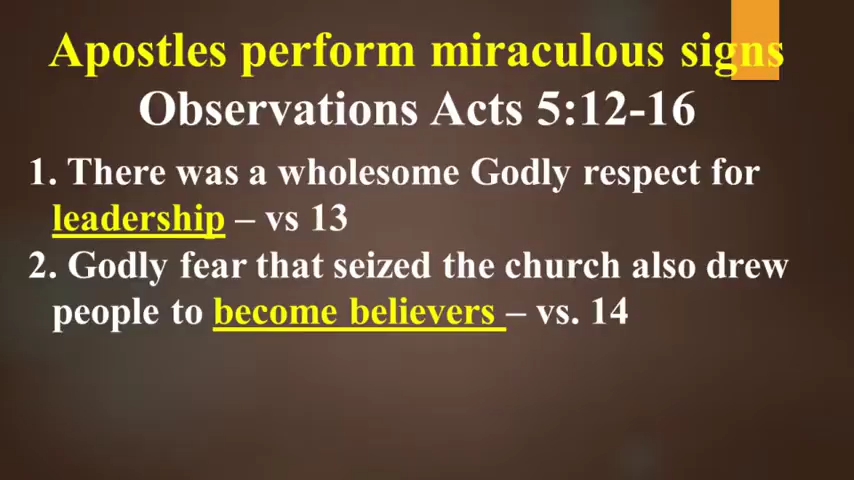 Apostles perform miraculous signs
Observations Acts 5:12-16
1. There was a wholesome Godly respect for
leadership – vs 13
2. Godly fear that seized the church also drew
people to become believers – vs. 14